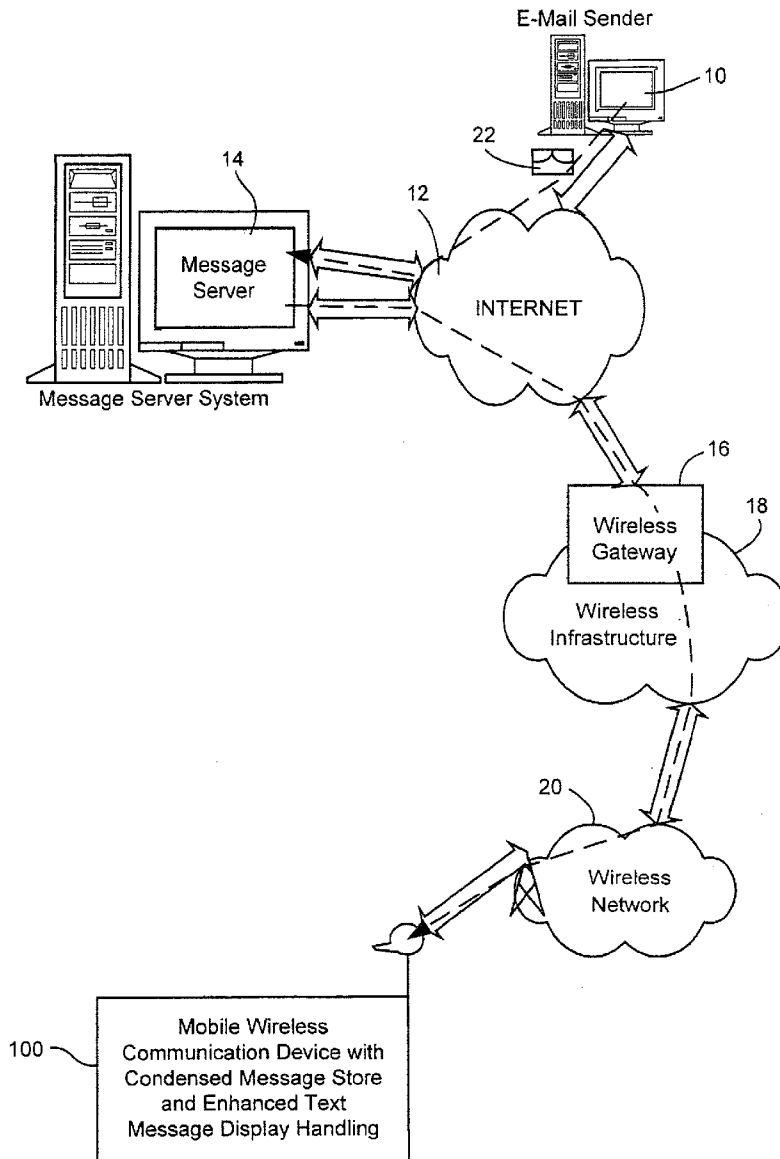 E-Mail Sender
10
22
14
12
Message
Server
INTERNET
Message Server System
16
18
Wireless
Gateway
Wireless
Infrastructure
20
Wireless
Network
100
Mobile Wireless
Communication Device with
Condensed Message Store
and Enhanced Text
Message Display Handling